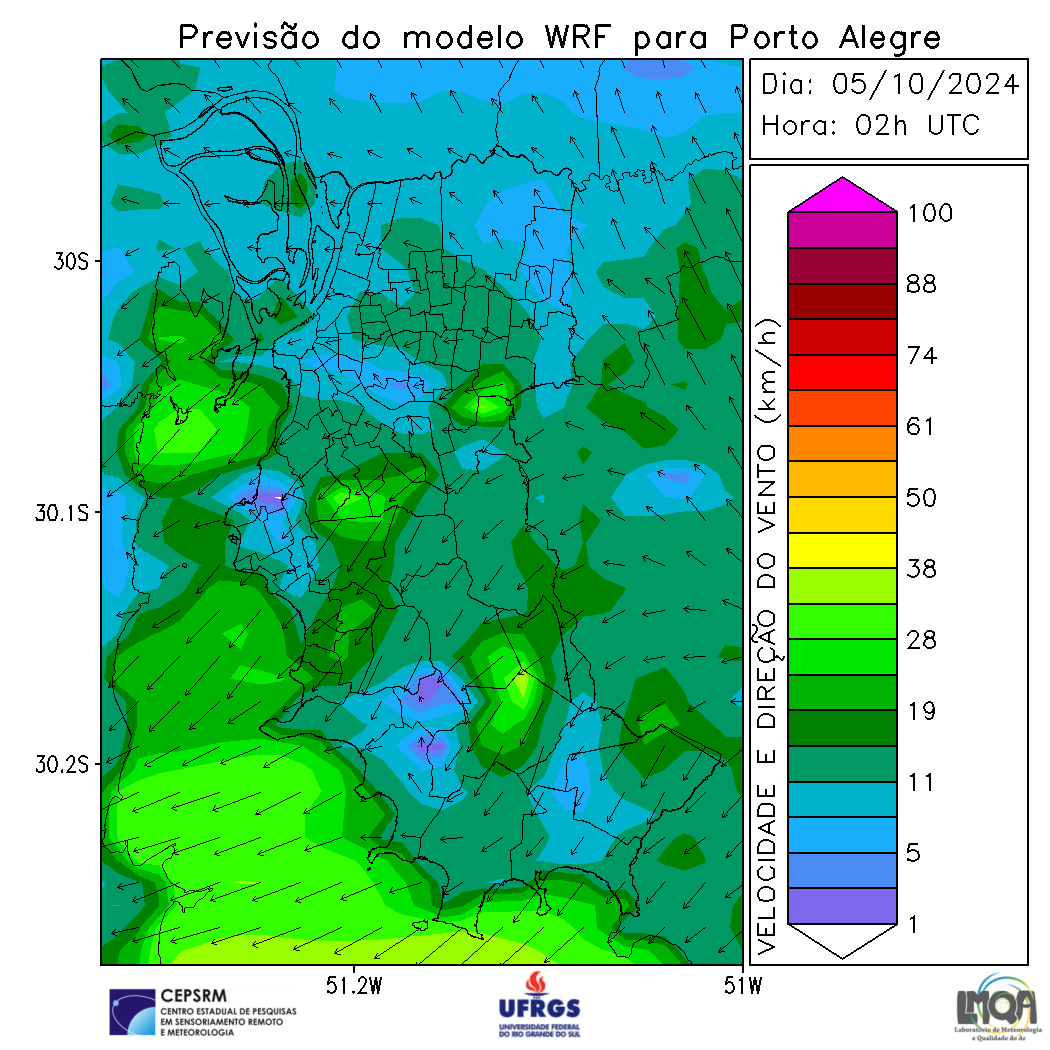 Previsão do modelo WRF para Porto Alegre
Dia: 05/10/2024
Hora: 02h UTC
30S
30.1S
30.2S
51.2W
51W
VELOCIDADE E DIREÇÃO DO VENTO (km/h)
100
88
74
61
50
38
28
19
11
5
1
CEPSRM
CENTRO ESTADUAL DE PESQUISAS
EM SENSORIAMENTO REMOTO
E METEOROLOGIA
UFRGS
UNIVERSIDADE FEDERAL
DO RIO GRANDE DO SUL
LMQA
Laboratório de Meteorologia
e Qualidade do Ar